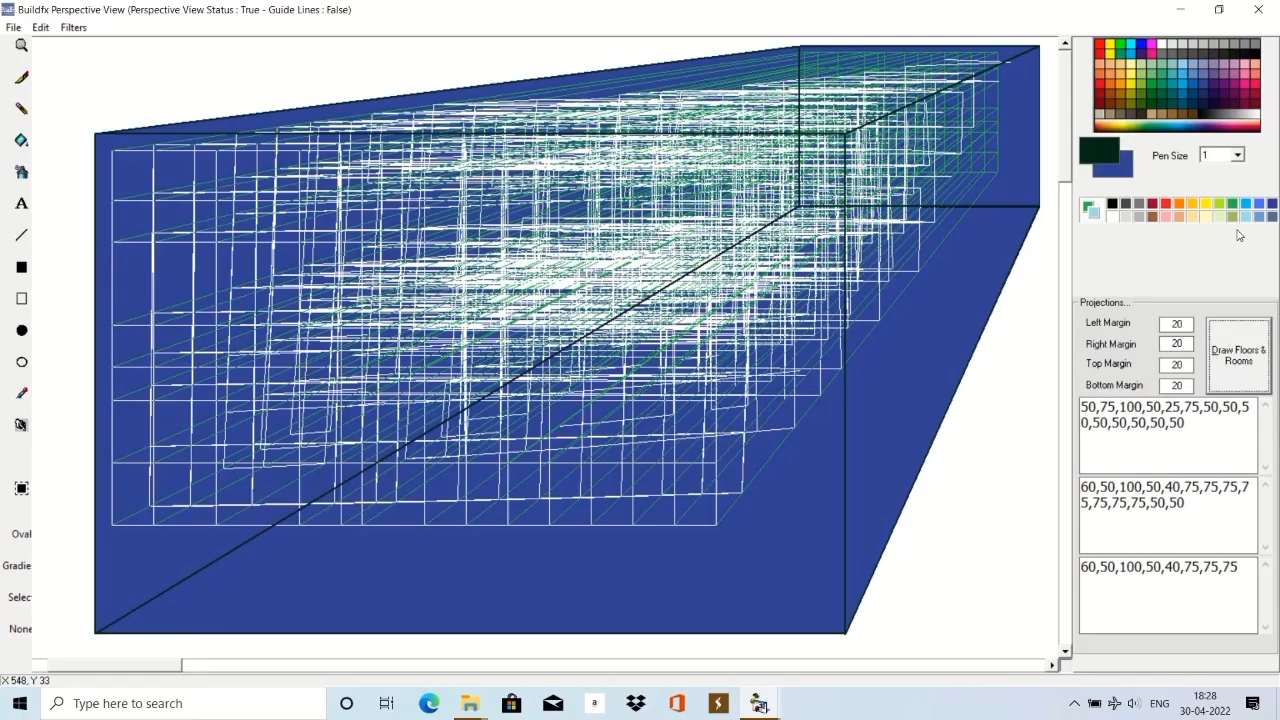 Buildfx Perspective View (Perspective View Status : True - Guide Lines : False)
File Edit Filters
A
Pen Size 1
Projections...
Left Margin 20
Right Margin 20
Top Margin 20
Bottom Margin 20
Draw Floors &
Rooms
50,75,100,50,25,75,50,50,5
0,50,50,50,50,50
60,50,100,50,40,75,75,75,7
5,75,75,75,50,50
60,50,100,50,40,75,75,75
Oval
Gradie
Selec
None
X 548, Y 33
Type here to search
a
ENG
18:28
30-04-2022